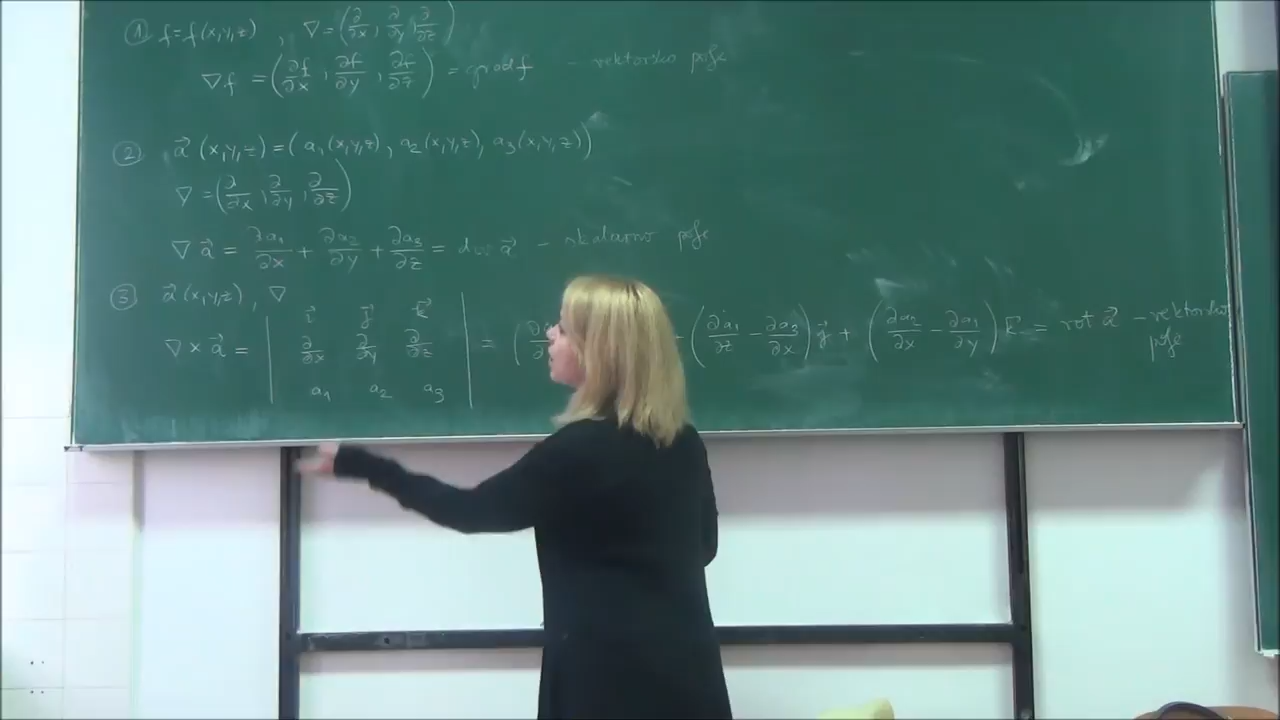 ① f=f(x,y,z) , ∇=(∂/∂x, ∂/∂y, ∂/∂z)
∇f = (∂f/∂x, ∂f/∂y, ∂f/∂z) = grad f - vektorsko polje
② a⃗(x,y,z)=(a₁(x,y,z), a₂(x,y,z), a₃(x,y,z))
∇ = (∂/∂x, ∂/∂y, ∂/∂z)
∇ a⃗ = ∂a₁/∂x + ∂a₂/∂y + ∂a₃/∂z = div a⃗ - skalarno polje
③ a⃗(x,y,z), ∇
∇ × a⃗ = | i⃗ j⃗ k⃗ ; ∂/∂x ∂/∂y ∂/∂z ; a₁ a₂ a₃ | = ( - (∂a₁/∂z - ∂a₃/∂x) j⃗ + (∂a₂/∂x - ∂a₁/∂y) k⃗ = rot a⃗ - vektorsko
polje